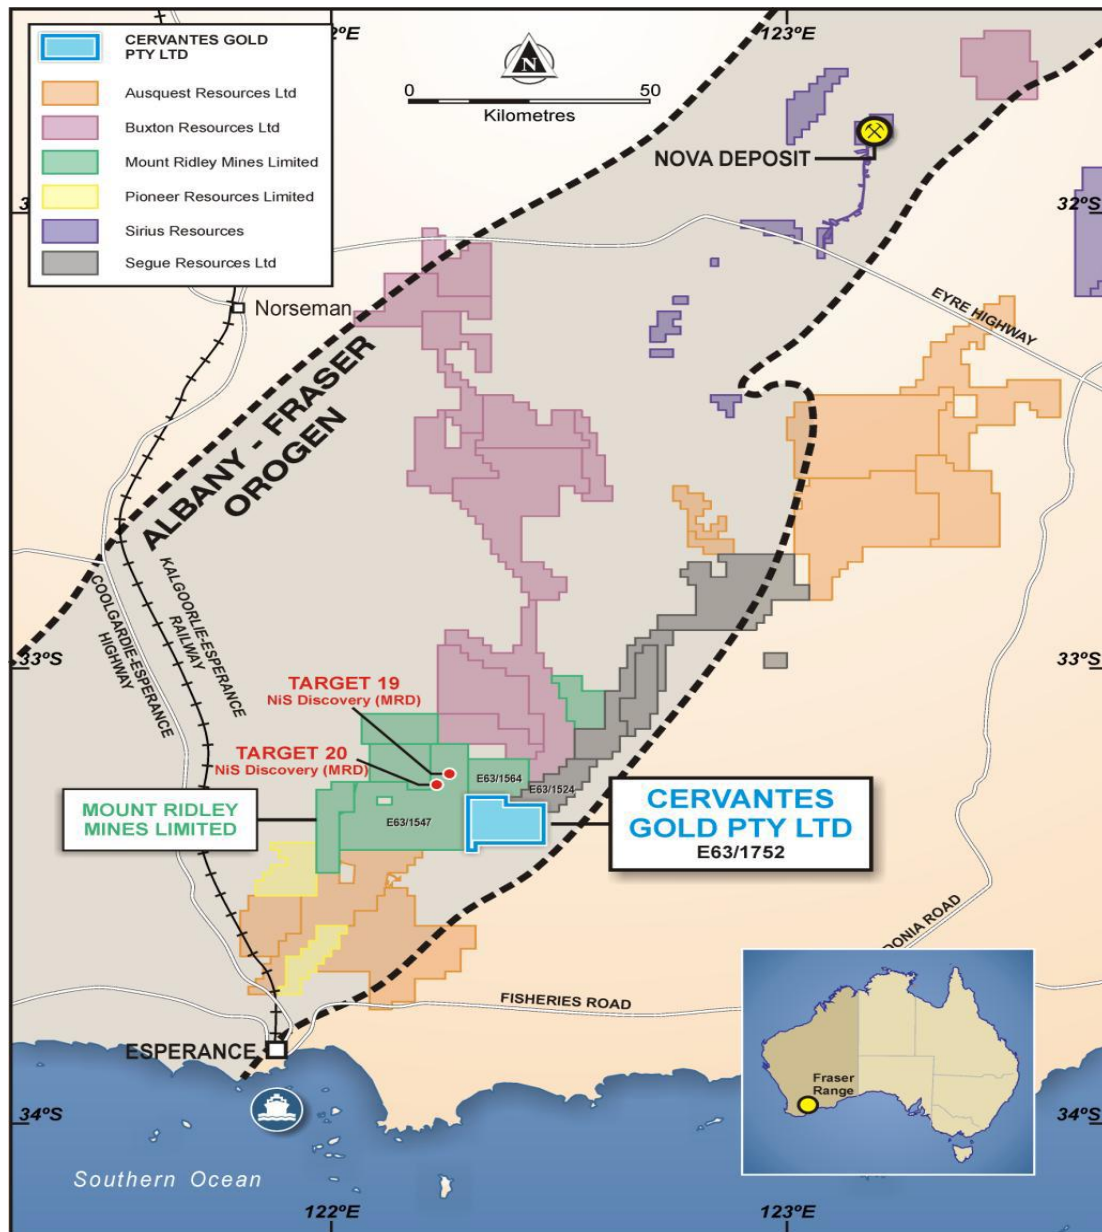 CERVANTES GOLD
PTY LTD
Ausquest Resources Ltd
Buxton Resources Ltd
Mount Ridley Mines Limited
Pioneer Resources Limited
Sirius Resources
Segue Resources Ltd
2ºE
123ºE
N
0
50
Kilometres
NOVA DEPOSIT
32ºS
Norseman
EYRE HIGHWAY
ALBANY - FRASER
OROGEN
COOLGARDIE-ESPERANCE
HIGHWAY
KALGOORLIE-ESPERANCE
RAILWAY
33ºS
33ºS
TARGET 19
NiS Discovery (MRD)
TARGET 20
NiS Discovery (MRD)
E63/1564
E63/1524
E63/1547
MOUNT RIDLEY
MINES LIMITED
CERVANTES
GOLD PTY LTD
E63/1752
DONIA ROAD
FISHERIES ROAD
ESPERANCE
Fraser
Range
34ºS
34ºS
Southern Ocean
122ºE
123ºE